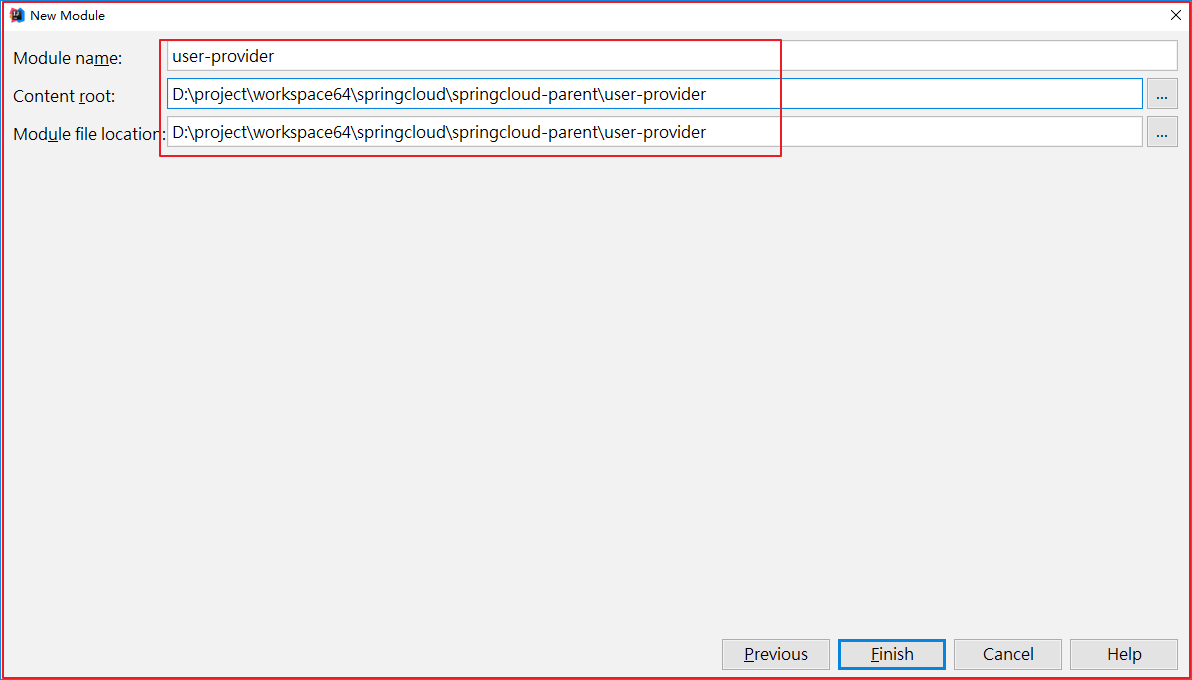 New Module
Module name: user-provider
Content root: D:\project\workspace64\springcloud\springcloud-parent\user-provider ...
Module file location: D:\project\workspace64\springcloud\springcloud-parent\user-provider ...
Previous Finish Cancel Help